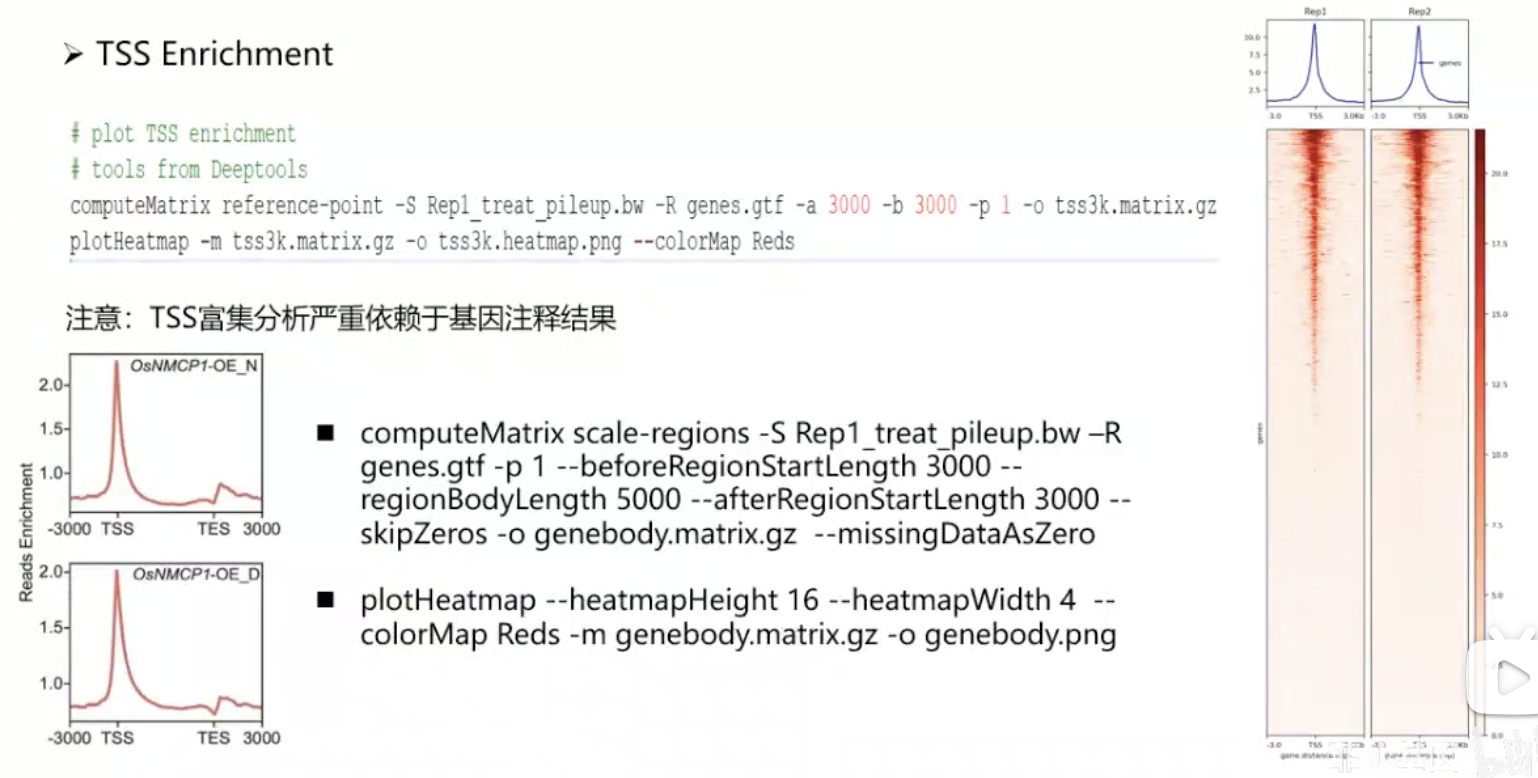 ➤ TSS Enrichment
# plot TSS enrichment
# tools from Deeptools
computeMatrix reference-point -S Rep1_treat_pileup.bw -R genes.gtf -a 3000 -b 3000 -p 1 -o tss3k.matrix.gz
plotHeatmap -m tss3k.matrix.gz -o tss3k.heatmap.png --colorMap Reds
注意：TSS富集分析严重依赖于基因注释结果
Reads Enrichment
OsNMCP1-OE_N
2.0
1.5
1.0
-3000 TSS TES 3000
OsNMCP1-OE_D
2.0
1.5
1.0
-3000 TSS TES 3000
■ computeMatrix scale-regions -S Rep1_treat_pileup.bw –R
genes.gtf -p 1 --beforeRegionStartLength 3000 --
regionBodyLength 5000 --afterRegionStartLength 3000 --
skipZeros -o genebody.matrix.gz --missingDataAsZero
■ plotHeatmap --heatmapHeight 16 --heatmapWidth 4 --
colorMap Reds -m genebody.matrix.gz -o genebody.png
Rep1 Rep2
10.0
7.5
5.0
2.5
genes
-3.0 TSS 3.0Kb -3.0 TSS 3.0Kb
genes
20.0
17.5
15.0
12.5
10.0
7.5
5.0
0.0
-3.0 TSS -3.0
gene distance